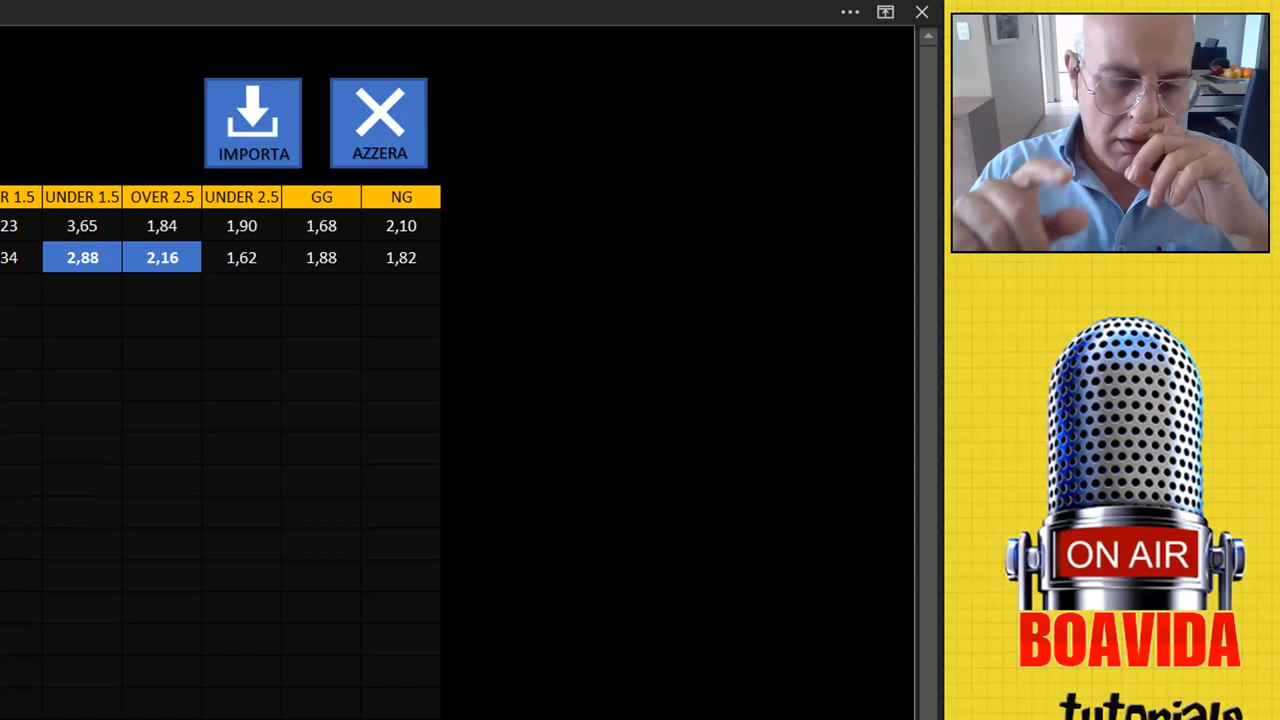 IMPORTA
AZZERA
R 1.5 UNDER 1.5 OVER 2.5 UNDER 2.5 GG NG
23 3,65 1,84 1,90 1,68 2,10
34 2,88 2,16 1,62 1,88 1,82
ON AIR
BOAVIDA
tutorials